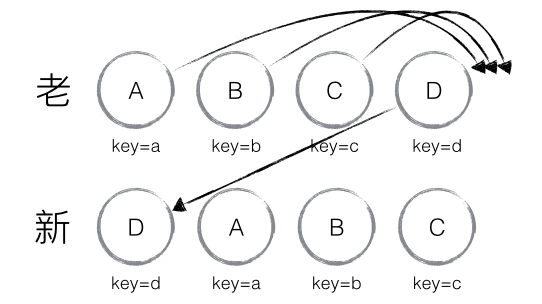 老 A B C D
key=a key=b key=c key=d
新 D A B C
key=d key=a key=b key=c